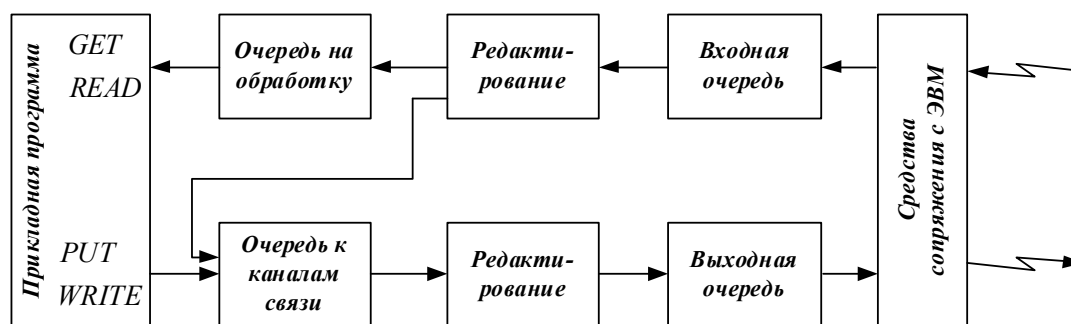 Прикладная программа
GET
READ
PUT
WRITE
Очередь на
обработку
Редакти-
рование
Входная
очередь
Средства
сопряжения с ЭВМ
Очередь к
каналам
связи
Редакти-
рование
Выходная
очередь